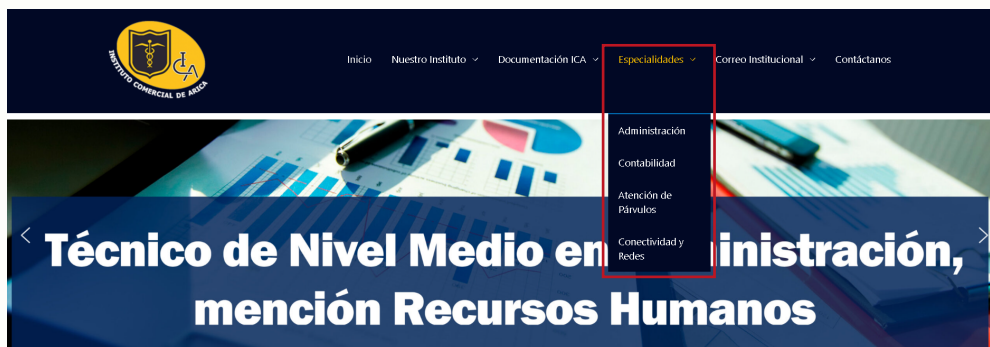 INSTITUTO COMERCIAL DE ARICA
ICA
Inicio Nuestro Instituto Documentación ICA Especialidades Correo Institucional Contáctanos
Administración
Contabilidad
Atención de
Párvulos
Conectividad y
Redes
Técnico de Nivel Medio en inistración,
mención Recursos Humanos